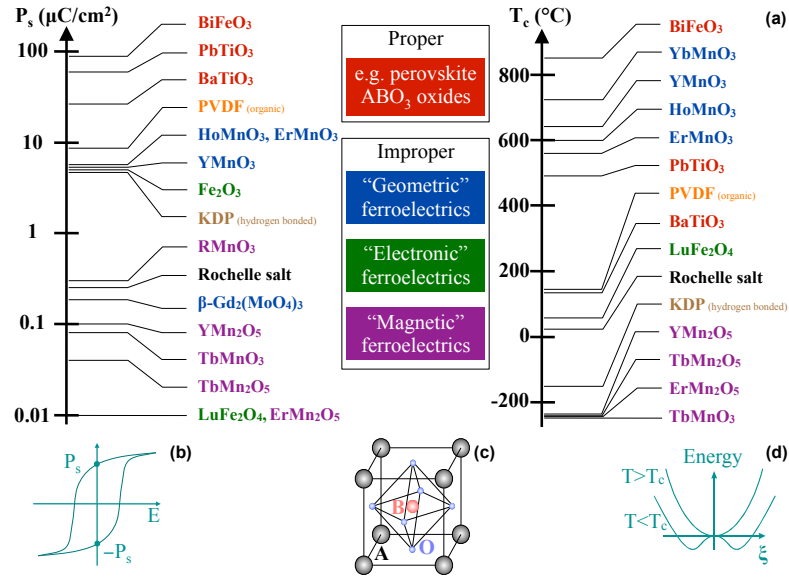 Pₛ (μC/cm²)
100
10
1
0.1
0.01
BiFeO₃
PbTiO₃
BaTiO₃
PVDF (organic)
HoMnO₃, ErMnO₃
YMnO₃
Fe₂O₃
KDP (hydrogen bonded)
RMnO₃
Rochelle salt
β-Gd₂(MoO₄)₃
YMn₂O₅
TbMnO₃
TbMn₂O₅
LuFe₂O₄, ErMn₂O₅
Proper
e.g. perovskite
ABO₃ oxides
Improper
“Geometric”
ferroelectrics
“Electronic”
ferroelectrics
“Magnetic”
ferroelectrics
T꜀ (°C)
(a)
800
600
400
200
0
-200
BiFeO₃
YbMnO₃
YMnO₃
HoMnO₃
ErMnO₃
PbTiO₃
PVDF (organic)
BaTiO₃
LuFe₂O₄
Rochelle salt
KDP (hydrogen bonded)
YMn₂O₅
TbMn₂O₅
ErMn₂O₅
TbMnO₃
(b)
Pₛ
E
−Pₛ
(c)
B
A
O
(d)
Energy
T>T꜀
T<T꜀
ξ